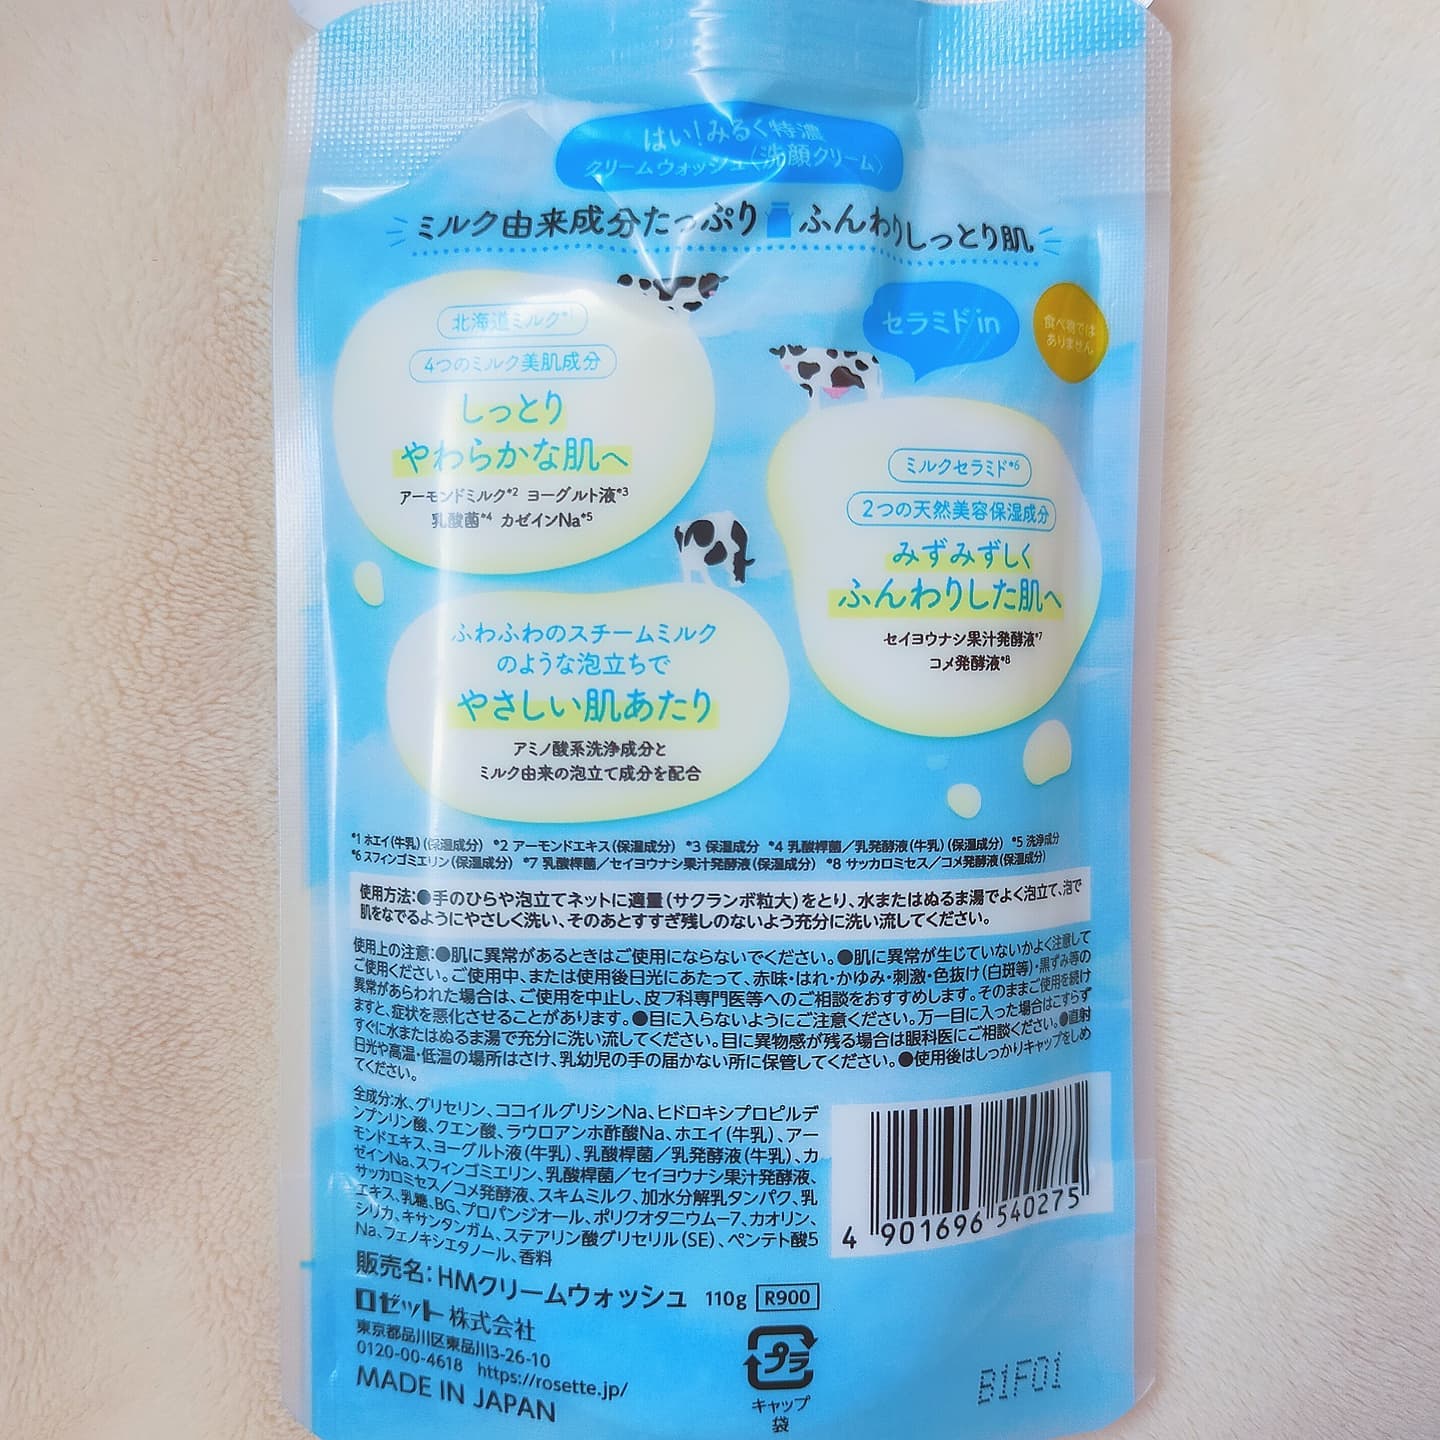 はい!みるく特濃
クリームウォッシュ〈洗顔クリーム〉
ミルク由来成分たっぷり ふんわりしっとり肌
北海道ミルク*1
4つのミルク美肌成分
しっとり
やわらかな肌へ
アーモンドミルク*2 ヨーグルト液*3
乳酸菌*4 カゼインNa*5
セラミドin
食べ物では
ありません。
ミルクセラミド*6
2つの天然美容保湿成分
みずみずしく
ふんわりした肌へ
セイヨウナシ果汁発酵液*7
コメ発酵液*8
ふわふわのスチームミルク
のような泡立ちで
やさしい肌あたり
アミノ酸系洗浄成分と
ミルク由来の泡立て成分を配合
*1 ホエイ(牛乳)(保湿成分) *2 アーモンドエキス(保湿成分) *3 保湿成分 *4 乳酸桿菌/乳発酵液(牛乳)(保湿成分) *5 洗浄成分
*6 スフィンゴミエリン(保湿成分) *7 乳酸桿菌/セイヨウナシ果汁発酵液(保湿成分) *8 サッカロミセス/コメ発酵液(保湿成分)
使用方法:●手のひらや泡立てネットに適量(サクランボ粒大)をとり、水またはぬるま湯でよく泡立て、泡で
肌をなでるようにやさしく洗い、そのあとすすぎ残しのないよう充分に洗い流してください。
使用上の注意:●肌に異常があるときはご使用にならないでください。●肌に異常が生じていないかよく注意して
ご使用ください。ご使用中、または使用後日光にあたって、赤味・はれ・かゆみ・刺激・色抜け(白斑等)・黒ずみ等の
異常があらわれた場合は、ご使用を中止し、皮フ科専門医等へのご相談をおすすめします。そのままご使用を続け
ますと、症状を悪化させることがあります。●目に入らないようにご注意ください。万一目に入った場合はこすらず
すぐに水またはぬるま湯で充分に洗い流してください。目に異物感が残る場合は眼科医にご相談ください。●直射
日光や高温・低温の場所はさけ、乳幼児の手の届かない所に保管してください。●使用後はしっかりキャップをしめ
てください。
全成分:水、グリセリン、ココイルグリシンNa、ヒドロキシプロピルデ
ンプンリン酸、クエン酸、ラウロアンホ酢酸Na、ホエイ(牛乳)、アー
モンドエキス、ヨーグルト液(牛乳)、乳酸桿菌/乳発酵液(牛乳)、カ
ゼインNa、スフィンゴミエリン、乳酸桿菌/セイヨウナシ果汁発酵液、
サッカロミセス/コメ発酵液、スキムミルク、加水分解乳タンパク、乳
エキス、乳糖、BG、プロパンジオール、ポリクオタニウム-7、カオリン、
シリカ、キサンタンガム、ステアリン酸グリセリル(SE)、ペンテト酸5
Na、フェノキシエタノール、香料
4 901696 540275
販売名:HMクリームウォッシュ 110g R900
ロゼット株式会社
東京都品川区東品川3-26-10
0120-00-4618 https://rosette.jp/
MADE IN JAPAN
プラ
キャップ
袋
B1F01